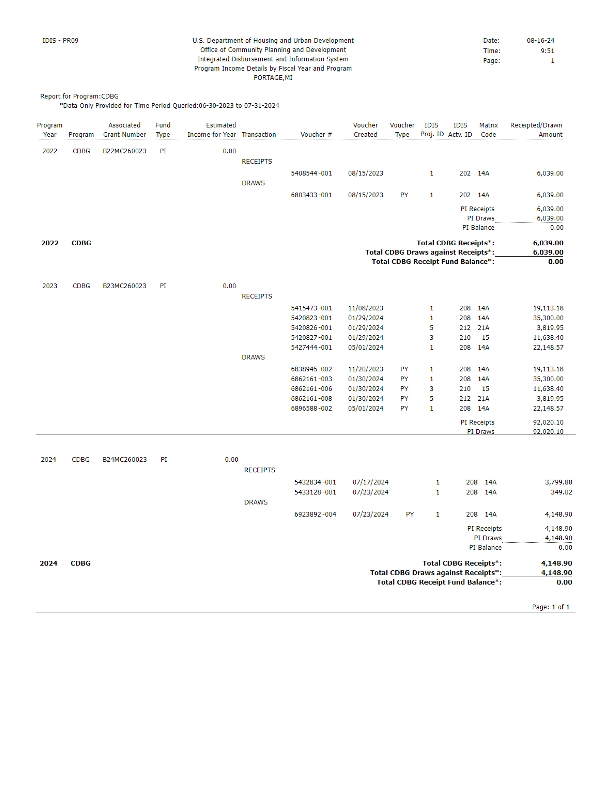 IDIS - PR09 U.S. Department of Housing and Urban Development Date: 08-16-24
Office of Community Planning and Development Time: 9:51
Integrated Disbursement and Information System Page: 1
Program Income Details by Fiscal Year and Program
PORTAGE,MI
Report for Program:CDBG
*Data Only Provided for Time Period Queried:06-30-2023 to 07-31-2024
Program Associated Fund Estimated Voucher Voucher IDIS IDIS Matrix Receipted/Drawn
Year Program Grant Number Type Income for Year Transaction Voucher # Created Type Proj. ID Actv. ID Code Amount
2022 CDBG B22MC260023 PI 0.00
RECEIPTS
5408544-001 08/15/2023 1 202 14A 6,039.00
DRAWS
6803433-001 08/15/2023 PY 1 202 14A 6,039.00
PI Receipts 6,039.00
PI Draws 6,039.00
PI Balance 0.00
2022 CDBG Total CDBG Receipts*: 6,039.00
Total CDBG Draws against Receipts*: 6,039.00
Total CDBG Receipt Fund Balance*: 0.00
2023 CDBG B23MC260023 0.00
RECEIPTS
5415473-001 11/08/2023 1 208 14A 19,113.18
5420823-001 01/29/2024 1 208 14A 35,300.00
5420826-001 01/29/2024 5 212 21A 3,819.95
5420827-001 01/29/2024 3 210 15 11,638.40
5427444-001 05/01/2024 1 208 14A 22,148.57
DRAWS
6838945-002 11/20/2023 PY 1 208 14A 19,113.18
6862161-003 01/30/2024 PY 1 208 14A 35,300.00
6862161-006 01/30/2024 PY 3 210 15 11,638.40
6862161-008 01/30/2024 PY 5 212 21A 3,819.95
6896588-002 05/01/2024 PY 1 208 14A 22,148.57
PI Receipts 92,020.10
PI Draws 92,020.10
2024 CDBG B24MC260023 PI 0.00
RECEIPTS
5432834-001 07/17/2024 1 208 14A 3,799.88
5433128-001 07/23/2024 1 208 14A 349.02
DRAWS
6923892-004 07/23/2024 PY 1 208 14A 4,148.90
PI Receipts 4,148.90
PI Draws 4,148.90
PI Balance 0.00
2024 CDBG Total CDBG Receipts*: 4,148.90
Total CDBG Draws against Receipts*: 4,148.90
Total CDBG Receipt Fund Balance*: 0.00
Page: 1 of 1